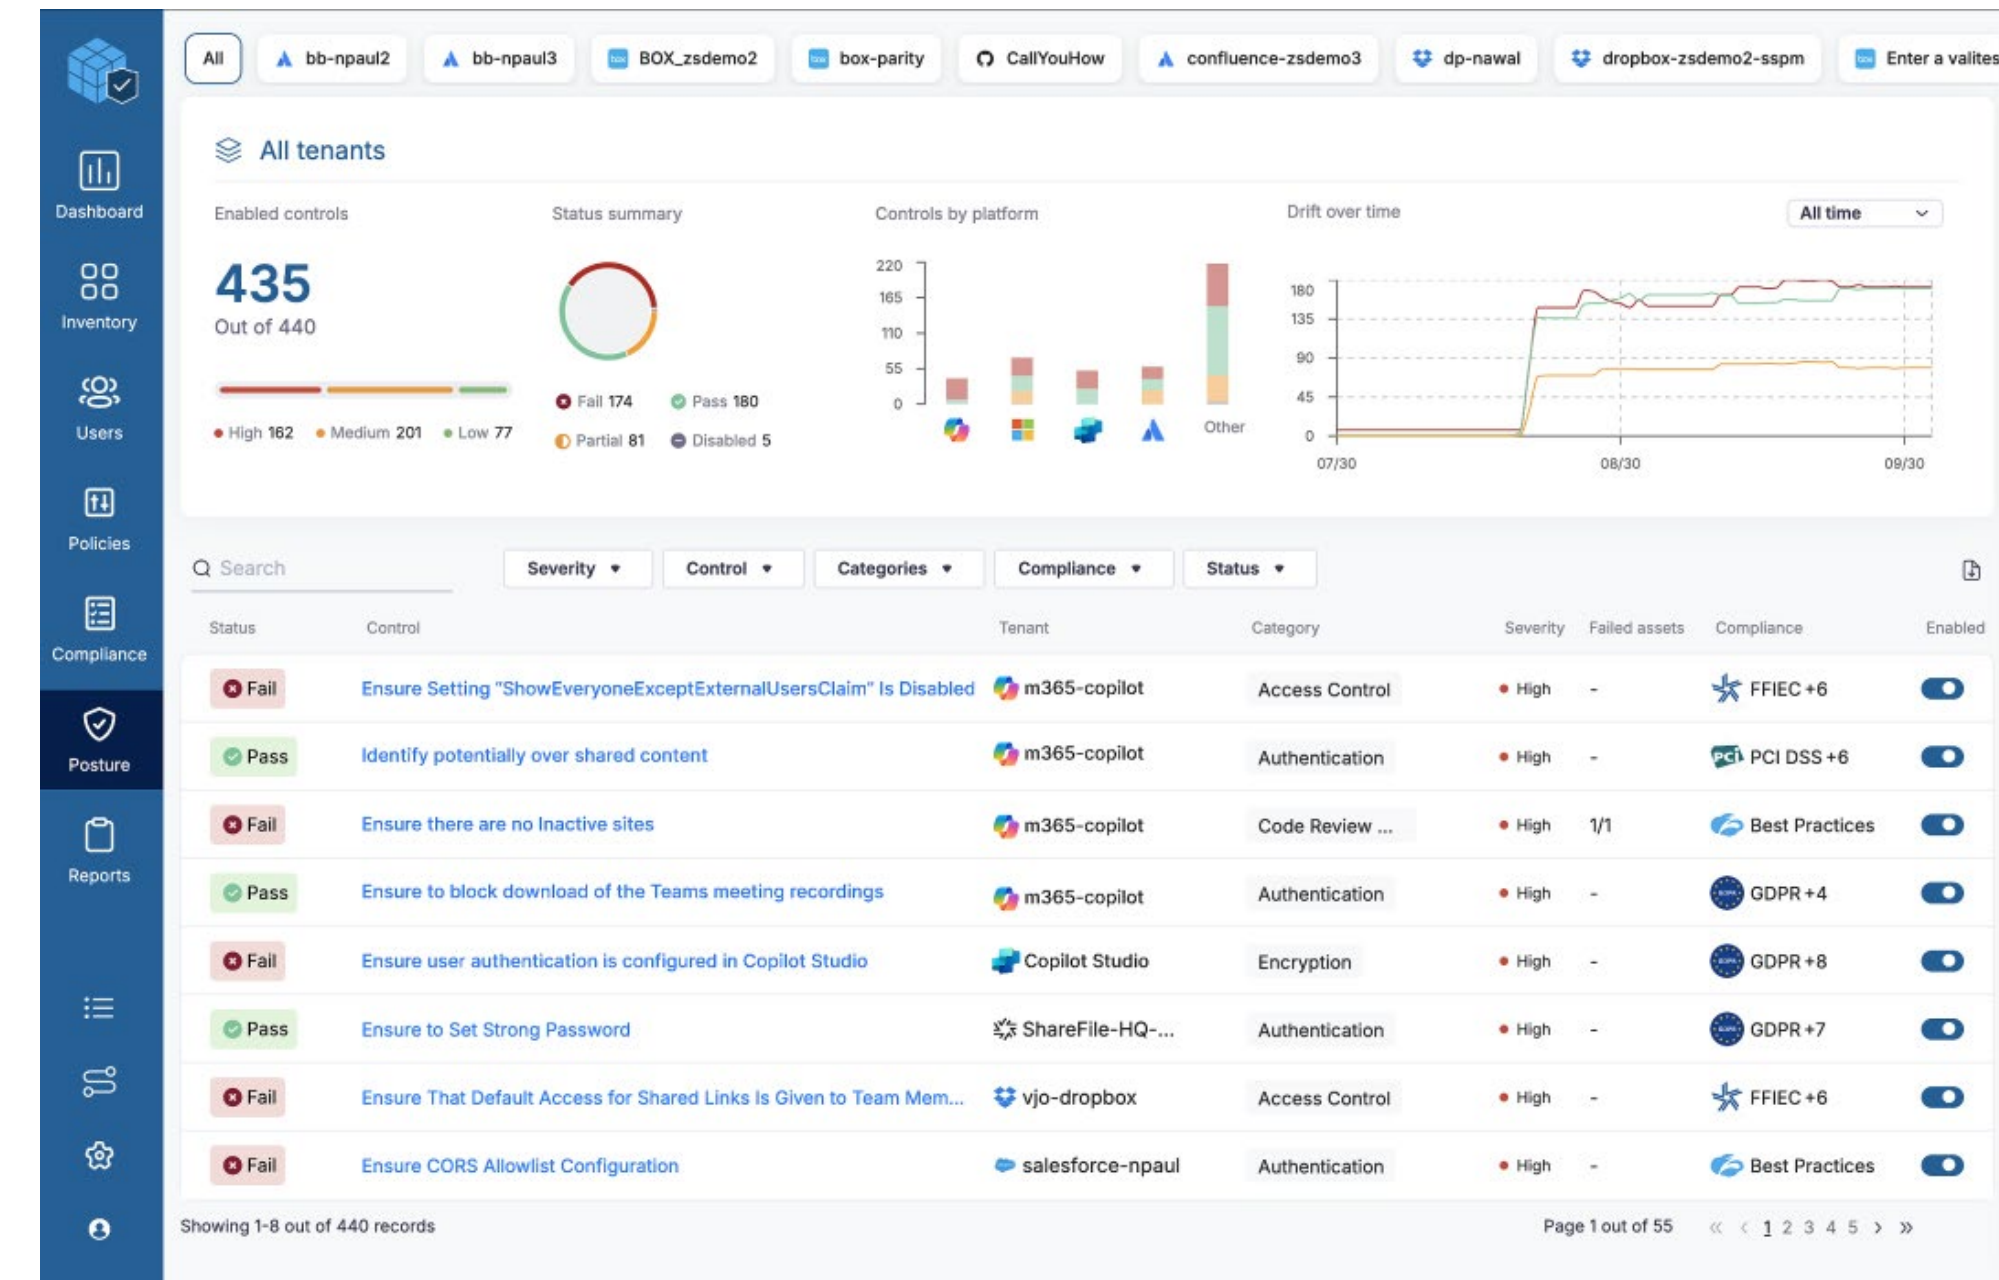 All bb-npaul2 bb-npaul3 BOX_zsdemo2 box-parity CallYouHow confluence-zsdemo3 dp-nawal dropbox-zsdemo2-sspm Enter a valites
All tenants
Dashboard
Inventory
Users
Policies
Compliance
Posture
Reports
Enabled controls
435
Out of 440
High 162 Medium 201 Low 77
Status summary
Fail 174 Pass 180
Partial 81 Disabled 5
Controls by platform
220
165
110
55
0
Other
Drift over time All time
180
135
90
45
0
07/30 08/30 09/30
Search Severity Control Categories Compliance Status
Status Control Tenant Category Severity Failed assets Compliance Enabled
Fail Ensure Setting "ShowEveryoneExceptExternalUsersClaim" Is Disabled m365-copilot Access Control High - FFIEC +6
Pass Identify potentially over shared content m365-copilot Authentication High - PCI PCI DSS +6
Fail Ensure there are no Inactive sites m365-copilot Code Review ... High 1/1 Best Practices
Pass Ensure to block download of the Teams meeting recordings m365-copilot Authentication High - GDPR +4
Fail Ensure user authentication is configured in Copilot Studio Copilot Studio Encryption High - GDPR +8
Pass Ensure to Set Strong Password ShareFile-HQ-... Authentication High - GDPR +7
Fail Ensure That Default Access for Shared Links Is Given to Team Mem... vjo-dropbox Access Control High - FFIEC +6
Fail Ensure CORS Allowlist Configuration salesforce-npaul Authentication High - Best Practices
Showing 1-8 out of 440 records Page 1 out of 55 « ‹ 1 2 3 4 5 › »